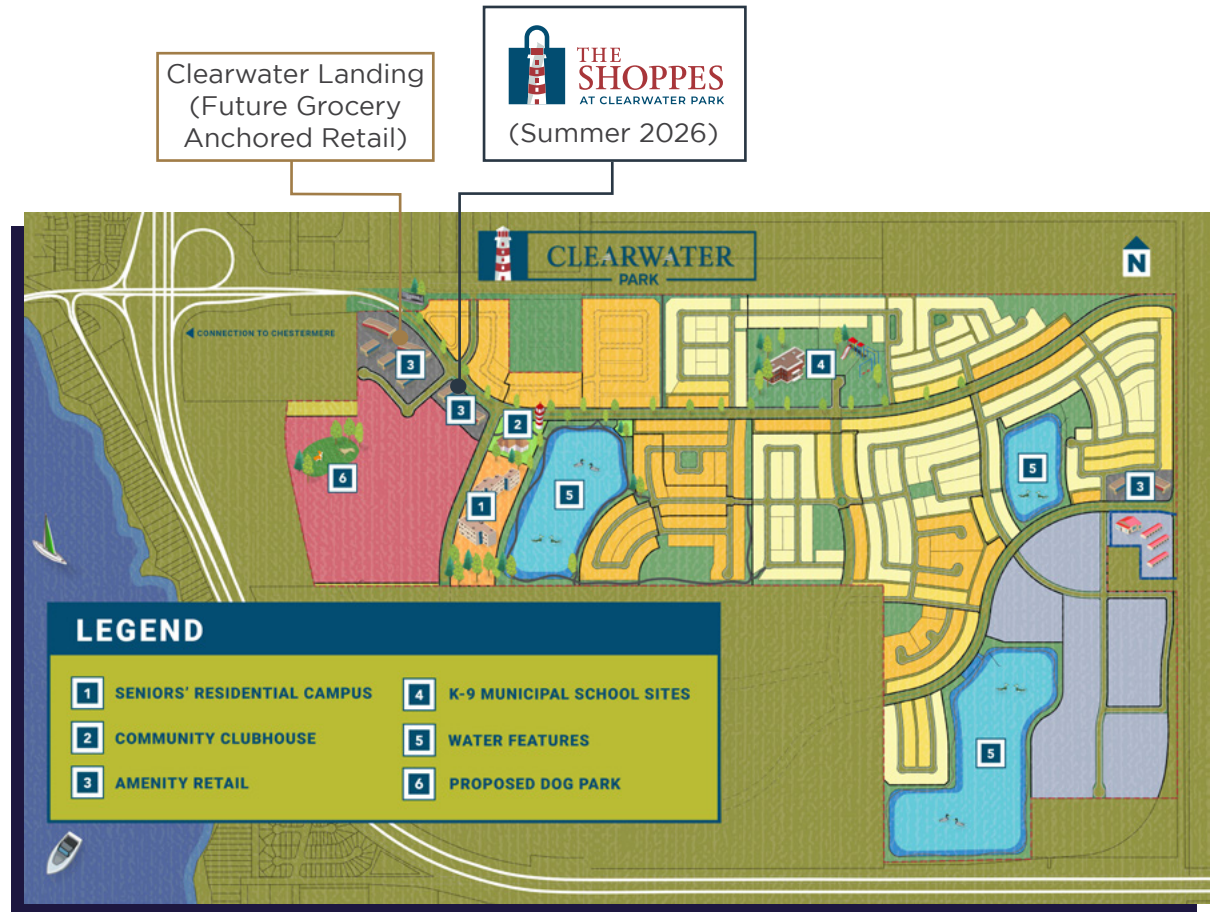 Clearwater Landing
(Future Grocery
Anchored Retail)
THE
SHOPPES
AT CLEARWATER PARK
(Summer 2026)
CLEARWATER
PARK
N
CONNECTION TO CHESTERMERE
3
4
3
2
6
1
5
5
3
5
LEGEND
1 SENIORS' RESIDENTIAL CAMPUS
2 COMMUNITY CLUBHOUSE
3 AMENITY RETAIL
4 K-9 MUNICIPAL SCHOOL SITES
5 WATER FEATURES
6 PROPOSED DOG PARK